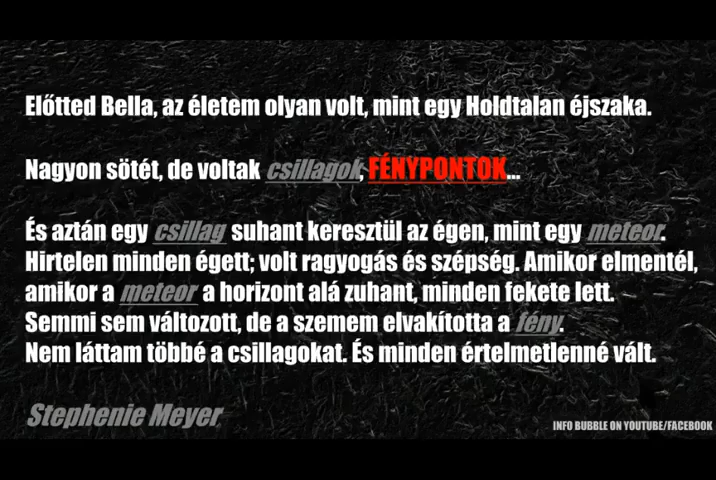 Előtted Bella, az életem olyan volt, mint egy Holdtalan éjszaka.
Nagyon sötét, de voltak csillagok, FÉNYPONTOK...
És aztán egy csillag suhant keresztül az égen, mint egy meteor.
Hirtelen minden égett; volt ragyogás és szépség. Amikor elmentél,
amikor a meteor a horizont alá zuhant, minden fekete lett.
Semmi sem változott, de a szemem elvakította a fény.
Nem láttam többé a csillagokat. És minden értelmetlenné vált.
Stephenie Meyer
INFO BUBBLE ON YOUTUBE/FACEBOOK